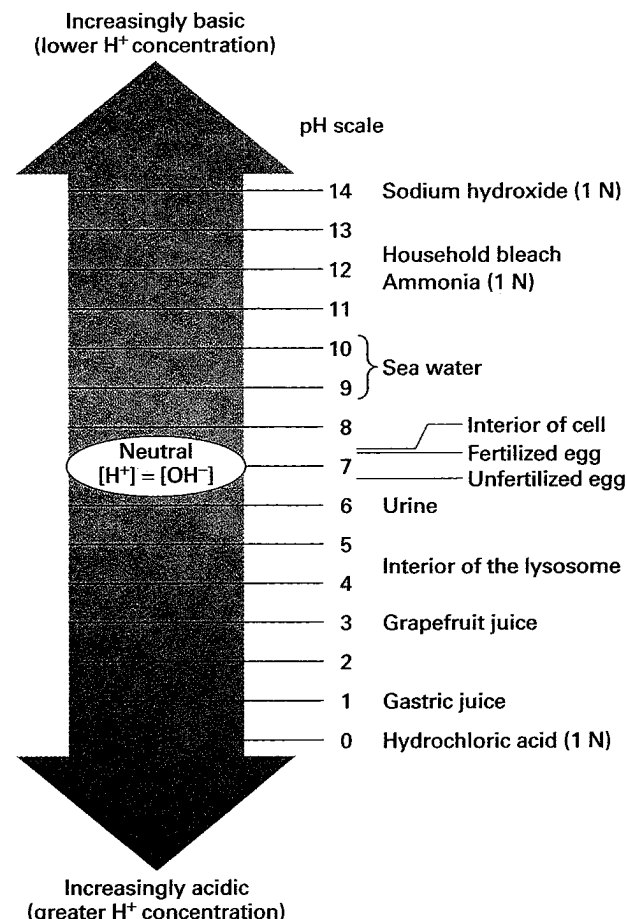 Increasingly basic
(lower H⁺ concentration)
pH scale
14 Sodium hydroxide (1 N)
13
Household bleach
12
Ammonia (1 N)
11
10
Sea water
9
8
Interior of cell
Fertilized egg
Neutral
[H⁺] = [OH⁻]
7
Unfertilized egg
6 Urine
5
Interior of the lysosome
4
3 Grapefruit juice
2
1 Gastric juice
0 Hydrochloric acid (1 N)
Increasingly acidic
(greater H⁺ concentration)